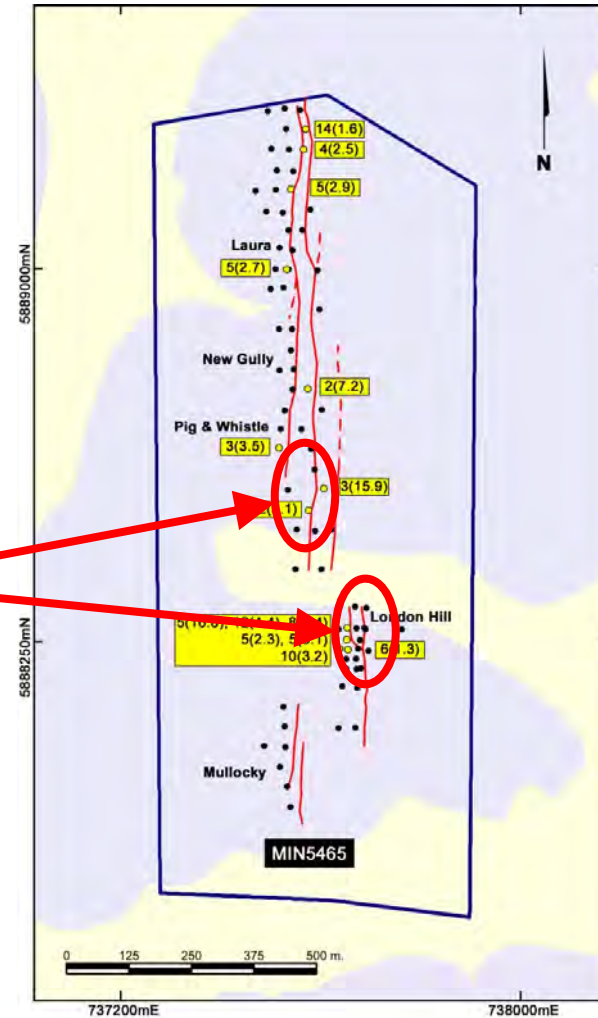 N
14(1.6)
4(2.5)
5(2.9)
Laura
5(2.7)
5889000mN
New Gully
2(7.2)
Pig & Whistle
3(3.5)
3(15.9)
London Hill
5(2.3),
10(3.2)
5888250mN
Mullocky
MIN5465
0 125 250 375 500 m.
737200mE 738000mE